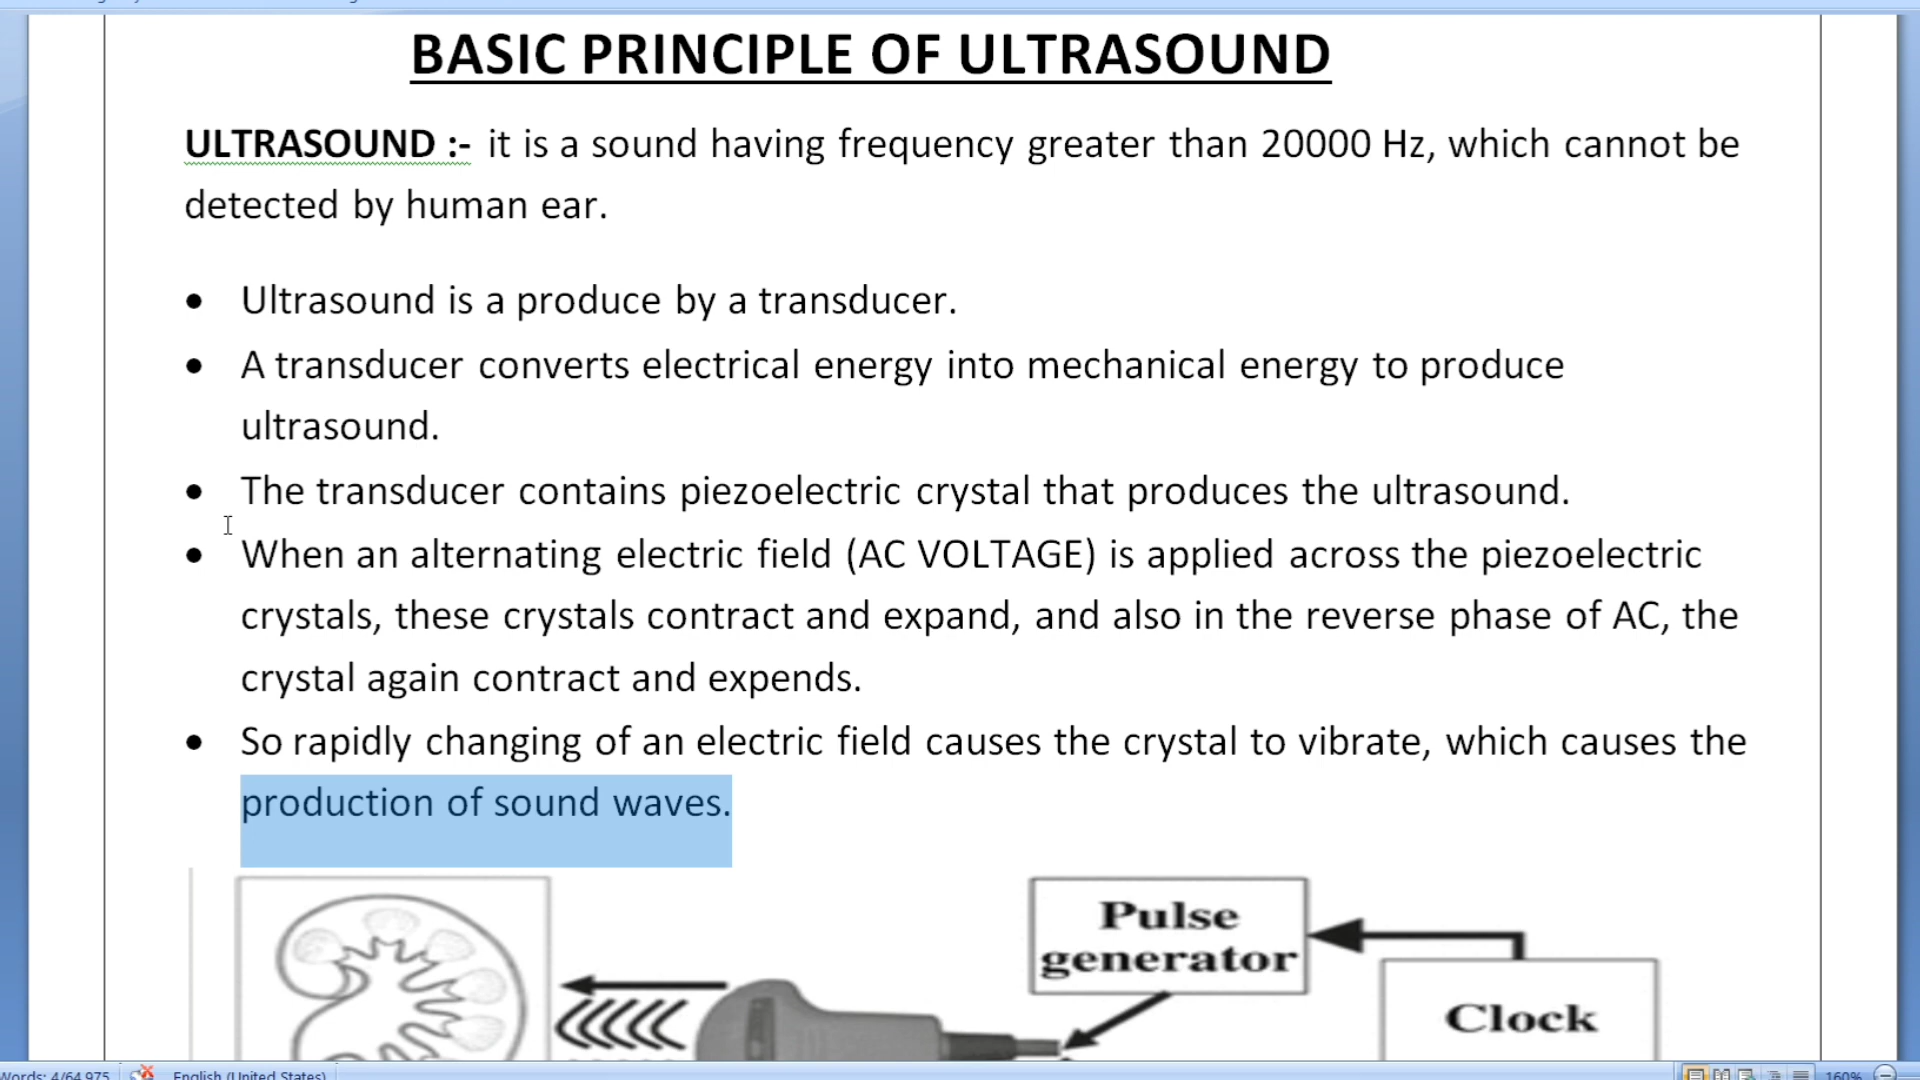 BASIC PRINCIPLE OF ULTRASOUND
ULTRASOUND :- it is a sound having frequency greater than 20000 Hz, which cannot be
detected by human ear.
• Ultrasound is a produce by a transducer.
• A transducer converts electrical energy into mechanical energy to produce
ultrasound.
• The transducer contains piezoelectric crystal that produces the ultrasound.
• When an alternating electric field (AC VOLTAGE) is applied across the piezoelectric
crystals, these crystals contract and expand, and also in the reverse phase of AC, the
crystal again contract and expends.
• So rapidly changing of an electric field causes the crystal to vibrate, which causes the
production of sound waves.
Pulse
generator
Clock
Words: 4/64,975 English (United States) 160%